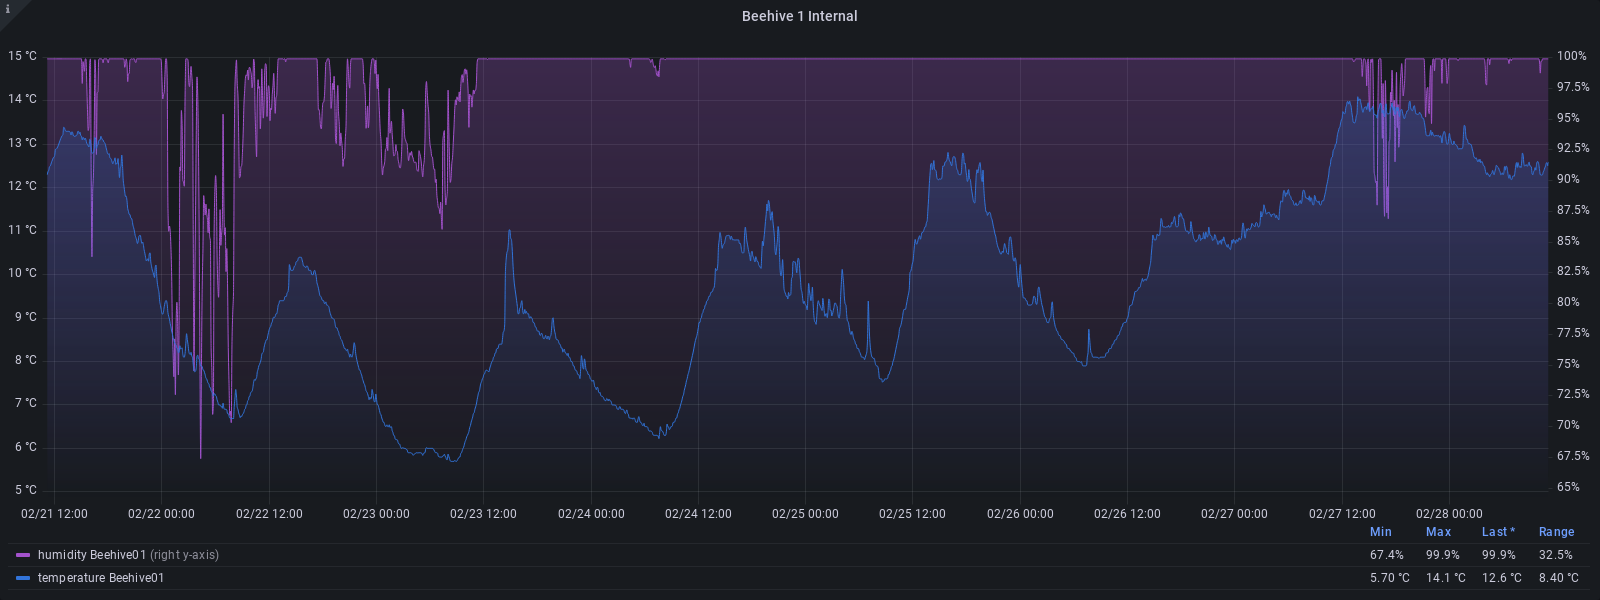 i
Beehive 1 Internal
15 °C 100%
14 °C 97.5%
13 °C 95%
12 °C 92.5%
11 °C 90%
10 °C 87.5%
9 °C 85%
8 °C 82.5%
7 °C 80%
6 °C 77.5%
5 °C 75%
72.5%
70%
67.5%
65%
02/21 12:00 02/22 00:00 02/22 12:00 02/23 00:00 02/23 12:00 02/24 00:00 02/24 12:00 02/25 00:00 02/25 12:00 02/26 00:00 02/26 12:00 02/27 00:00 02/27 12:00 02/28 00:00
Min Max Last * Range
humidity Beehive01 (right y-axis) 67.4% 99.9% 99.9% 32.5%
temperature Beehive01 5.70 °C 14.1 °C 12.6 °C 8.40 °C